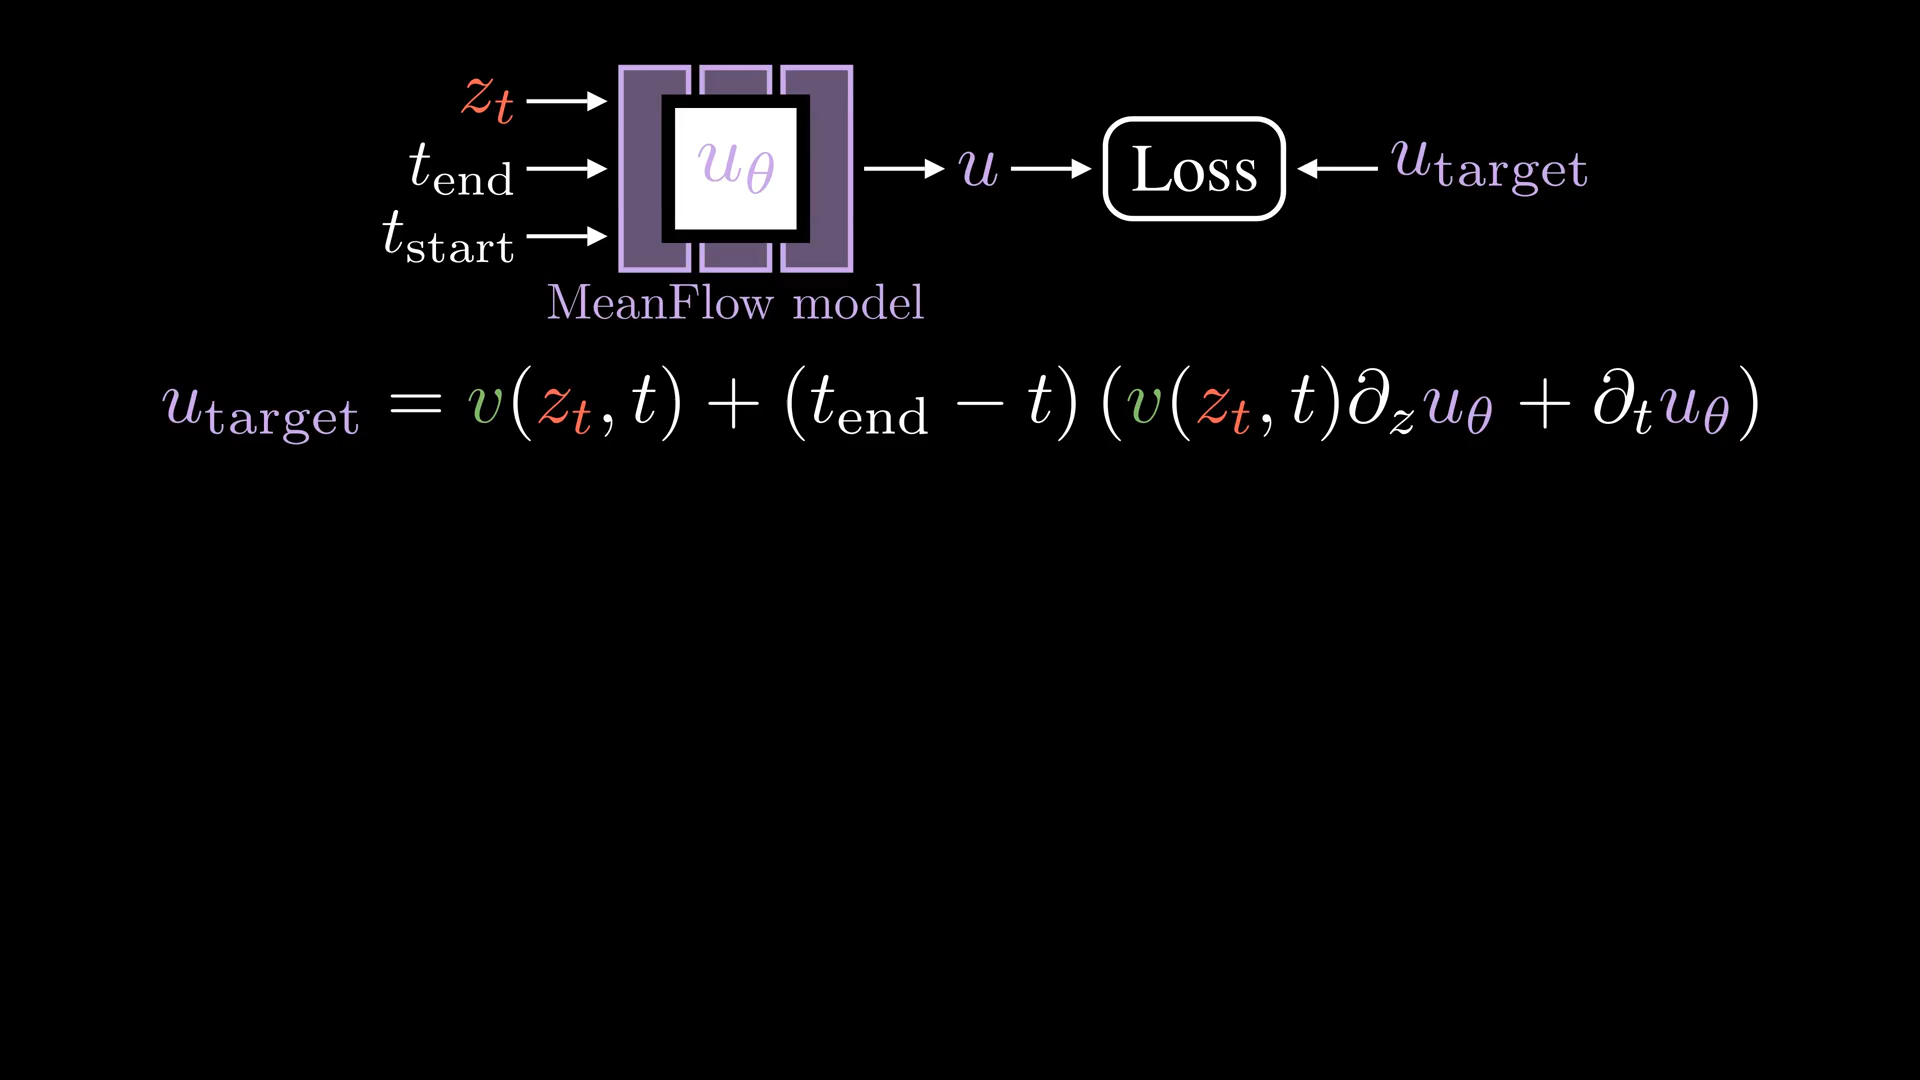 z_t
t_end
t_start
u_θ
u
Loss
u_target
MeanFlow model
u_target = v(z_t, t) + (t_end − t) (v(z_t, t)∂_z u_θ + ∂_t u_θ)